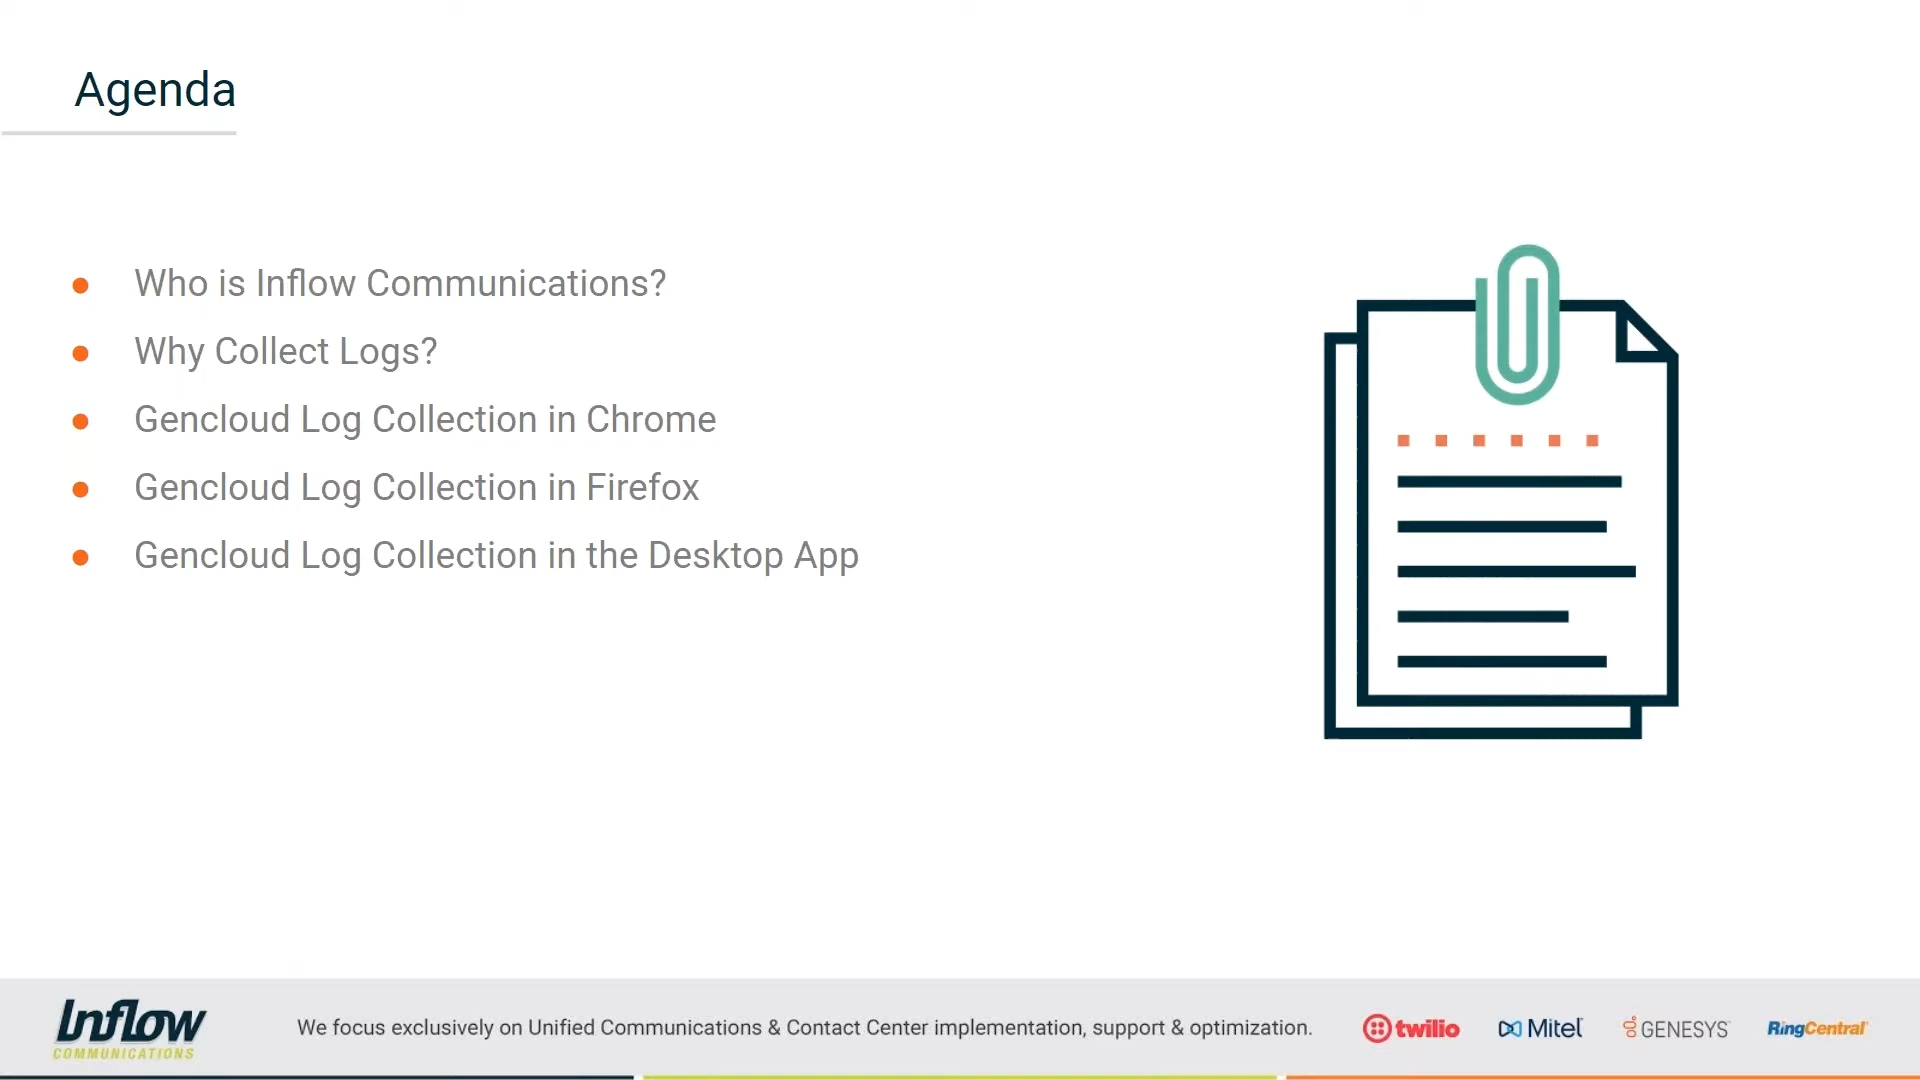 Agenda
Who is Inflow Communications?
Why Collect Logs?
Gencloud Log Collection in Chrome
Gencloud Log Collection in Firefox
Gencloud Log Collection in the Desktop App
Inflow
COMMUNICATIONS
We focus exclusively on Unified Communications & Contact Center implementation, support & optimization.
twilio
Mitel
GENESYS
RingCentral